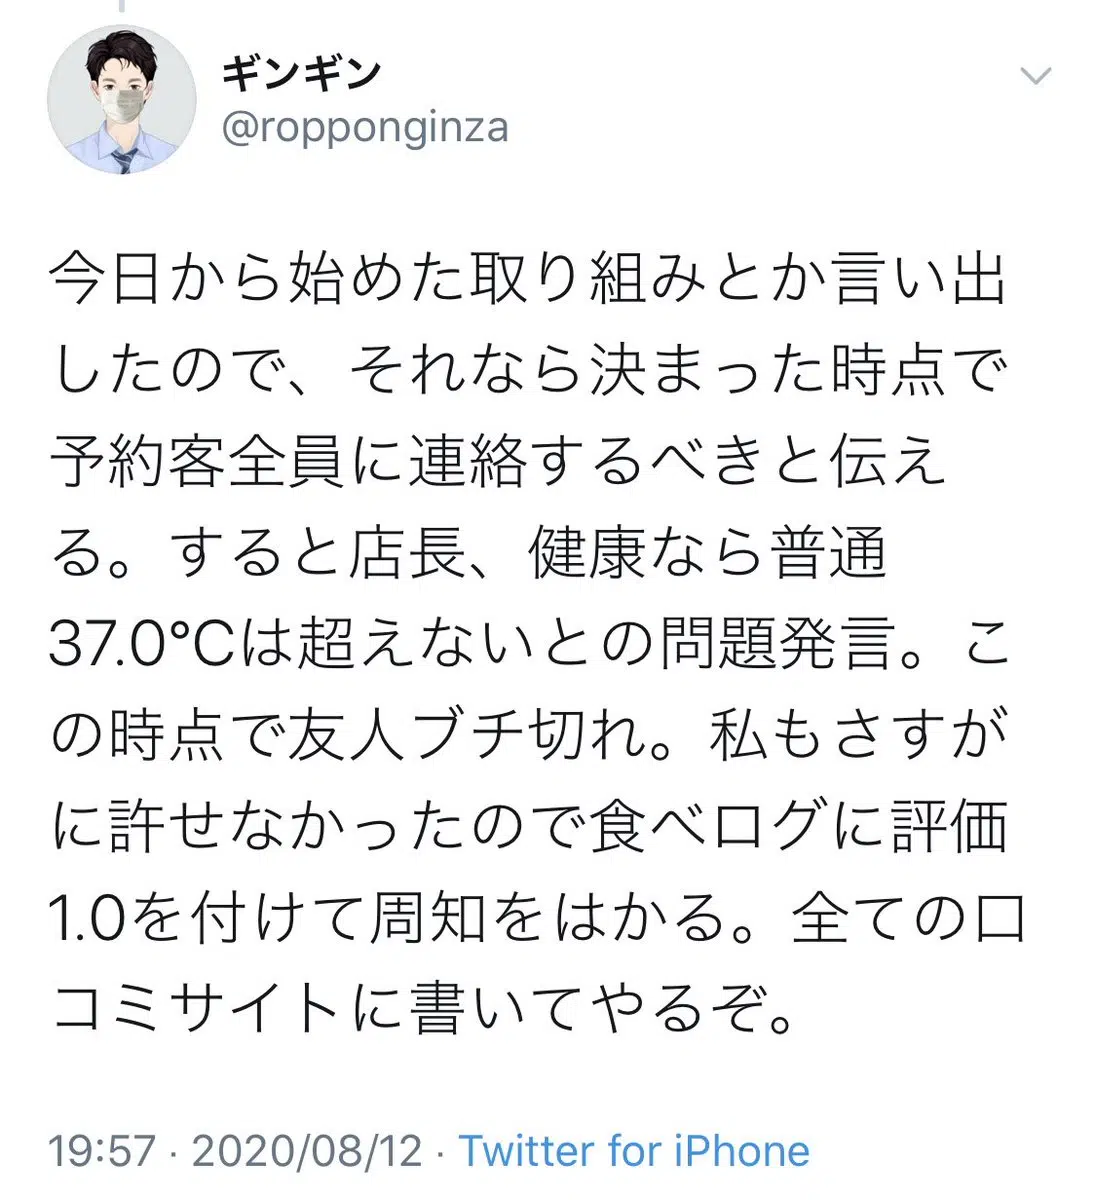 ギンギン
@ropponginza
今日から始めた取り組みとか言い出
したので、それなら決まった時点で
予約客全員に連絡するべきと伝え
る。すると店長、健康なら普通
37.0℃は超えないとの問題発言。こ
の時点で友人ブチ切れ。私もさすが
に許せなかったので食べログに評価
1.0を付けて周知をはかる。全ての口
コミサイトに書いてやるぞ。
19:57 · 2020/08/12 · Twitter for iPhone